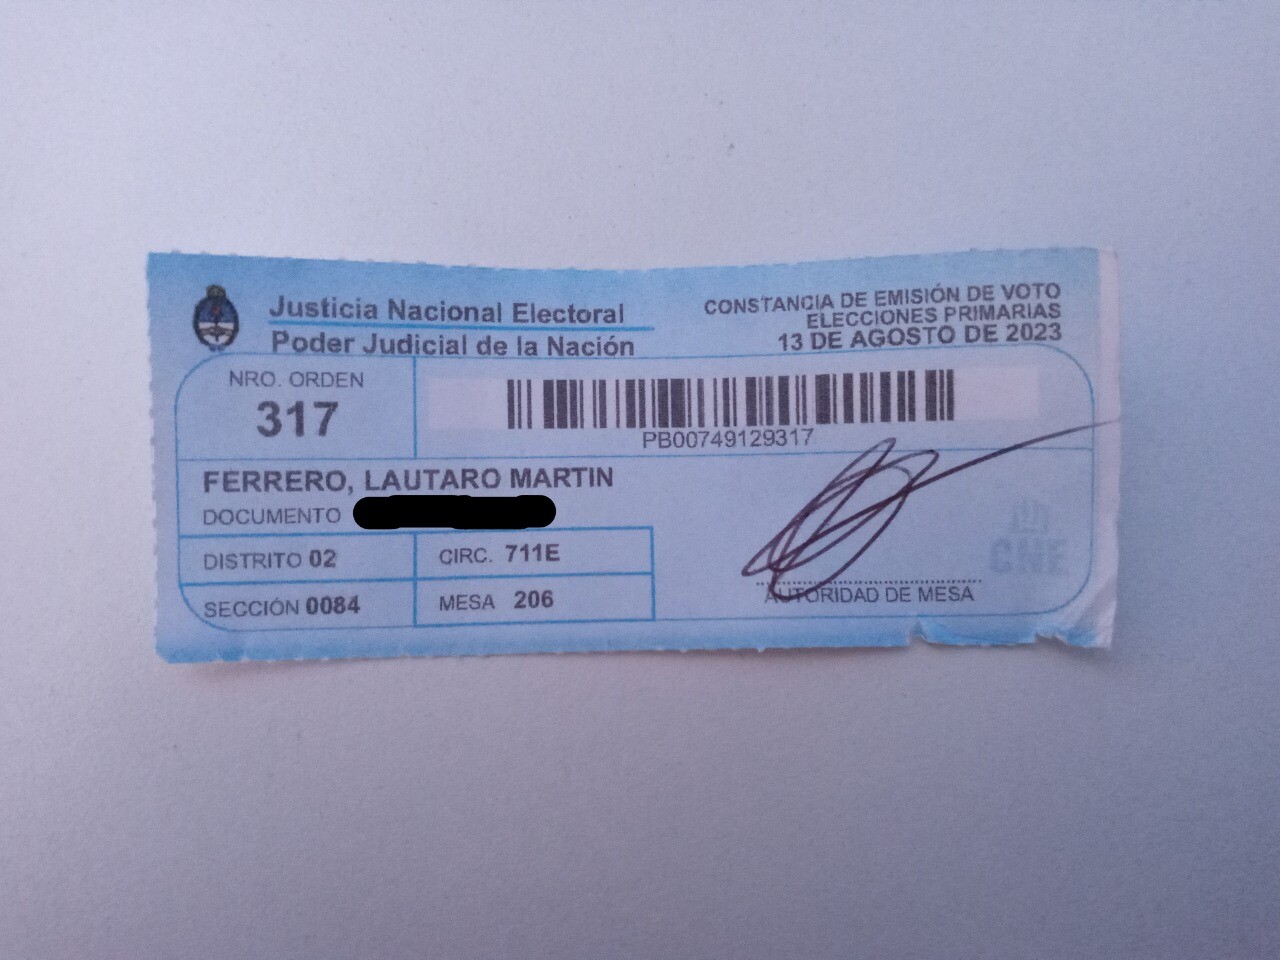 Justicia Nacional Electoral
Poder Judicial de la Nación
CONSTANCIA DE EMISIÓN DE VOTO
ELECCIONES PRIMARIAS
13 DE AGOSTO DE 2023
NRO. ORDEN
317
PB00749129317
FERRERO, LAUTARO MARTIN
DOCUMENTO
DISTRITO 02
CIRC. 711E
SECCIÓN 0084
MESA 206
CNE
AUTORIDAD DE MESA